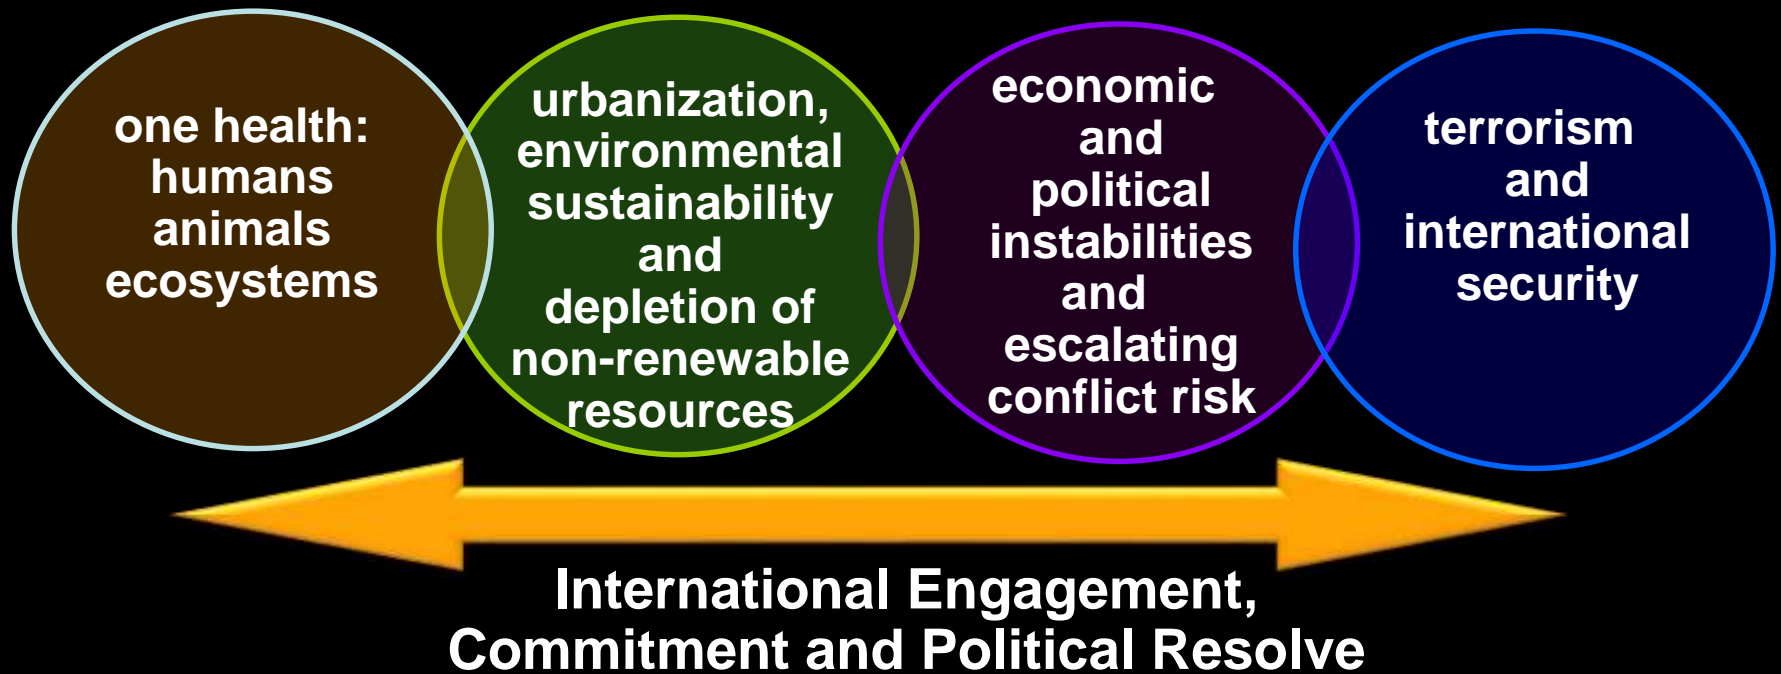 one health:
humans
animals
ecosystems
urbanization,
environmental
sustainability
and
depletion of
non-renewable
resources
economic
and
political
instabilities
and
escalating
conflict risk
terrorism
and
international
security
International Engagement,
Commitment and Political Resolve